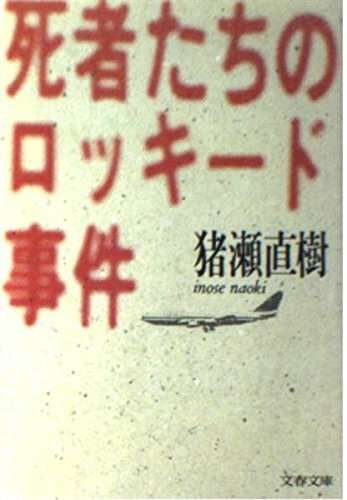 死者たちの
ロッキード
事件
猪瀬直樹
inose naoki
文春文庫